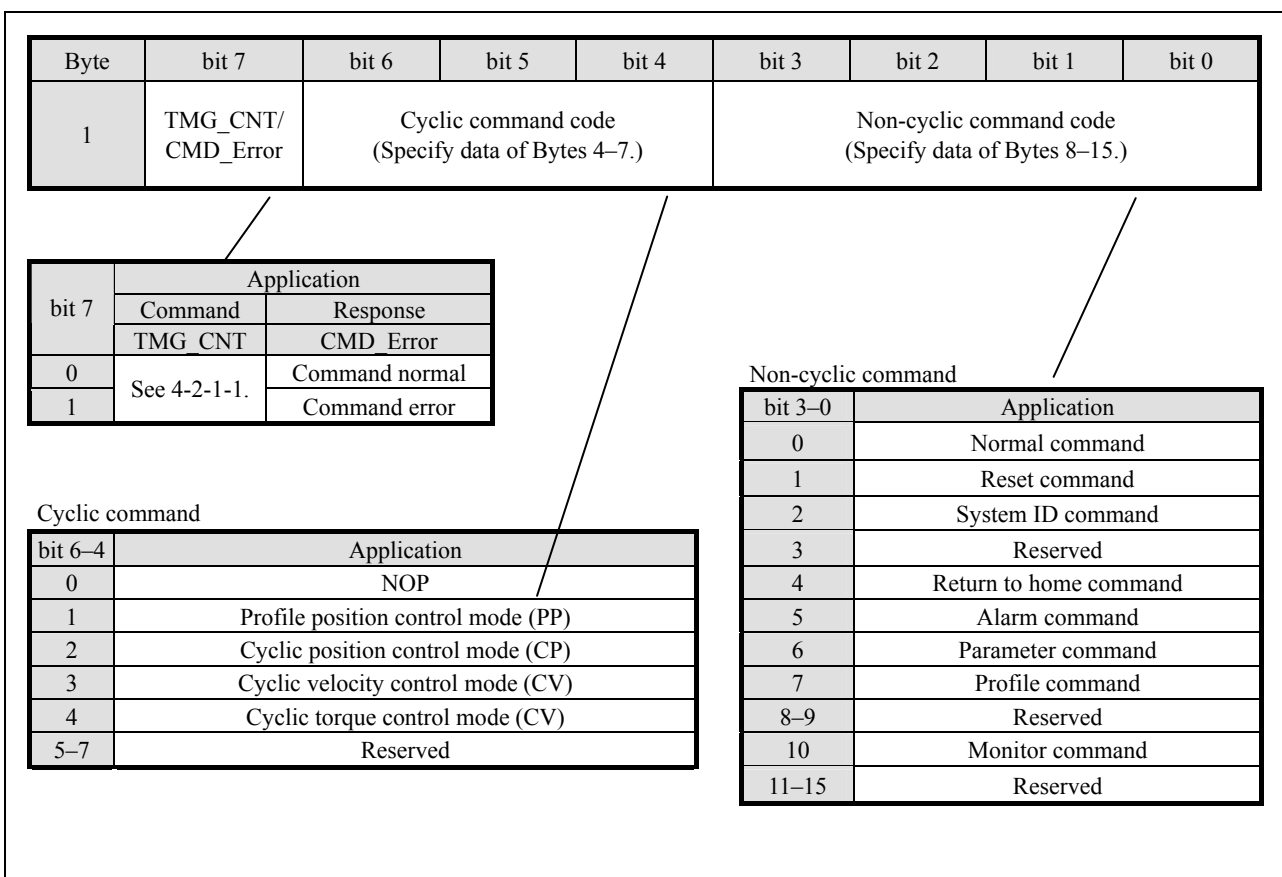 Byte bit 7 bit 6 bit 5 bit 4 bit 3 bit 2 bit 1 bit 0
1
TMG_CNT/
CMD_Error
Cyclic command code
(Specify data of Bytes 4–7.)
Non-cyclic command code
(Specify data of Bytes 8–15.)
bit 7
Application
Command Response
TMG_CNT CMD_Error
0 Command normal
See 4-2-1-1.
1 Command error
Cyclic command
bit 6–4 Application
0 NOP
1 Profile position control mode (PP)
2 Cyclic position control mode (CP)
3 Cyclic velocity control mode (CV)
4 Cyclic torque control mode (CV)
5–7 Reserved
Non-cyclic command
bit 3–0 Application
0 Normal command
1 Reset command
2 System ID command
3 Reserved
4 Return to home command
5 Alarm command
6 Parameter command
7 Profile command
8–9 Reserved
10 Monitor command
11–15 Reserved